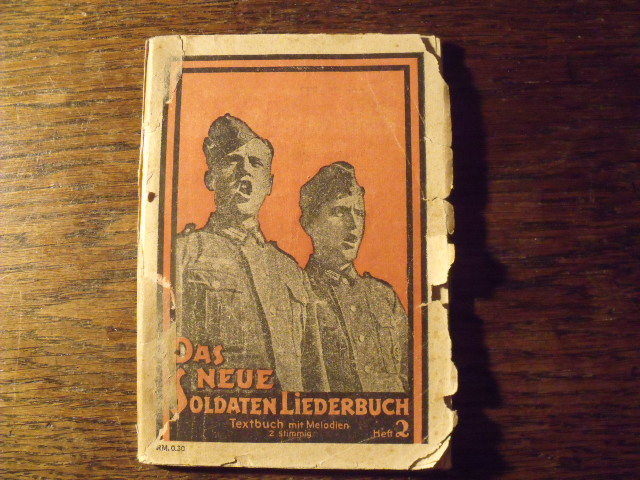 DAS
NEUE
SOLDATEN LIEDERBUCH
Textbuch mit Melodien
2 stimmig
Heft 2
RM. 0.30